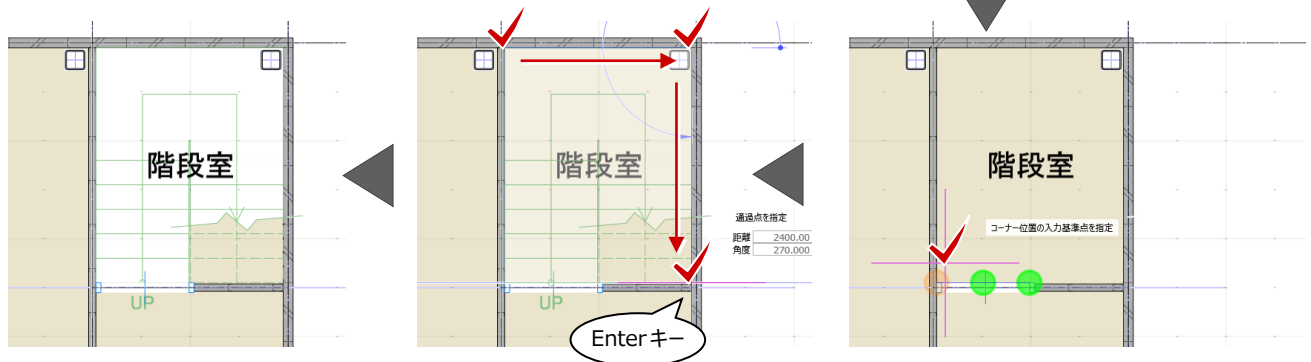 階段室
UP
階段室
UP
通過点を指定
距離 2400.00
角度 270.000
Enterキー
階段室
コーナー位置の入力基準点を指定